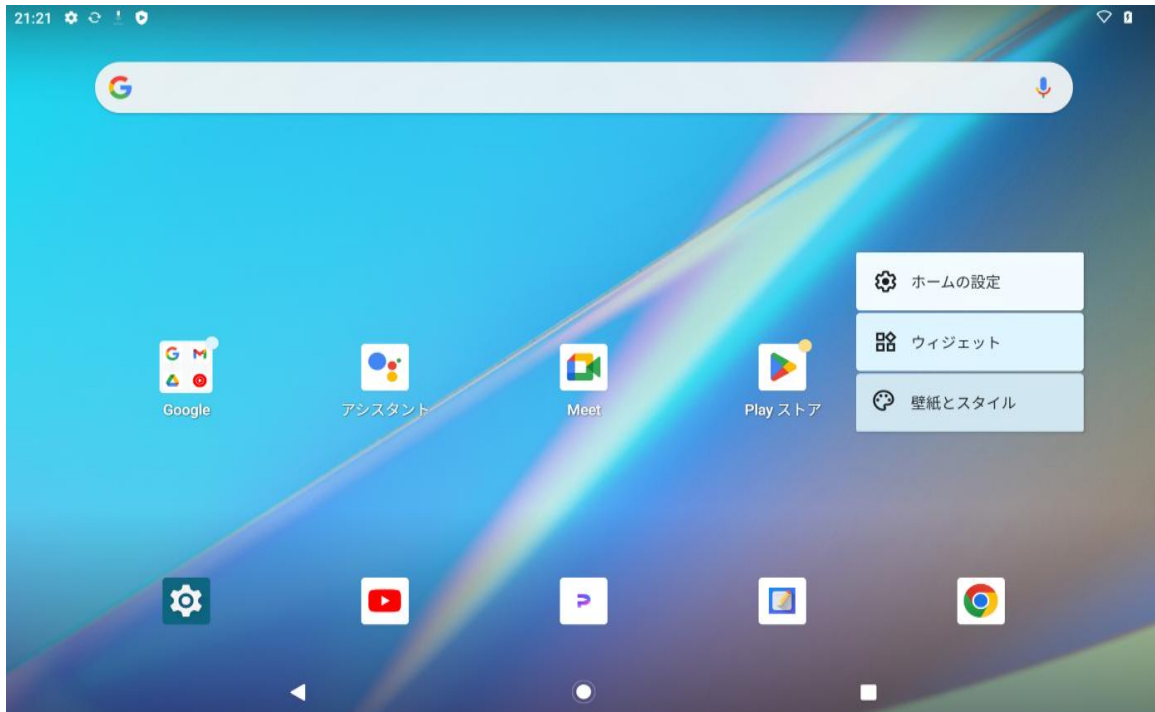 21:21
ホームの設定
ウィジェット
壁紙とスタイル
Google
アシスタント
Meet
Play ストア